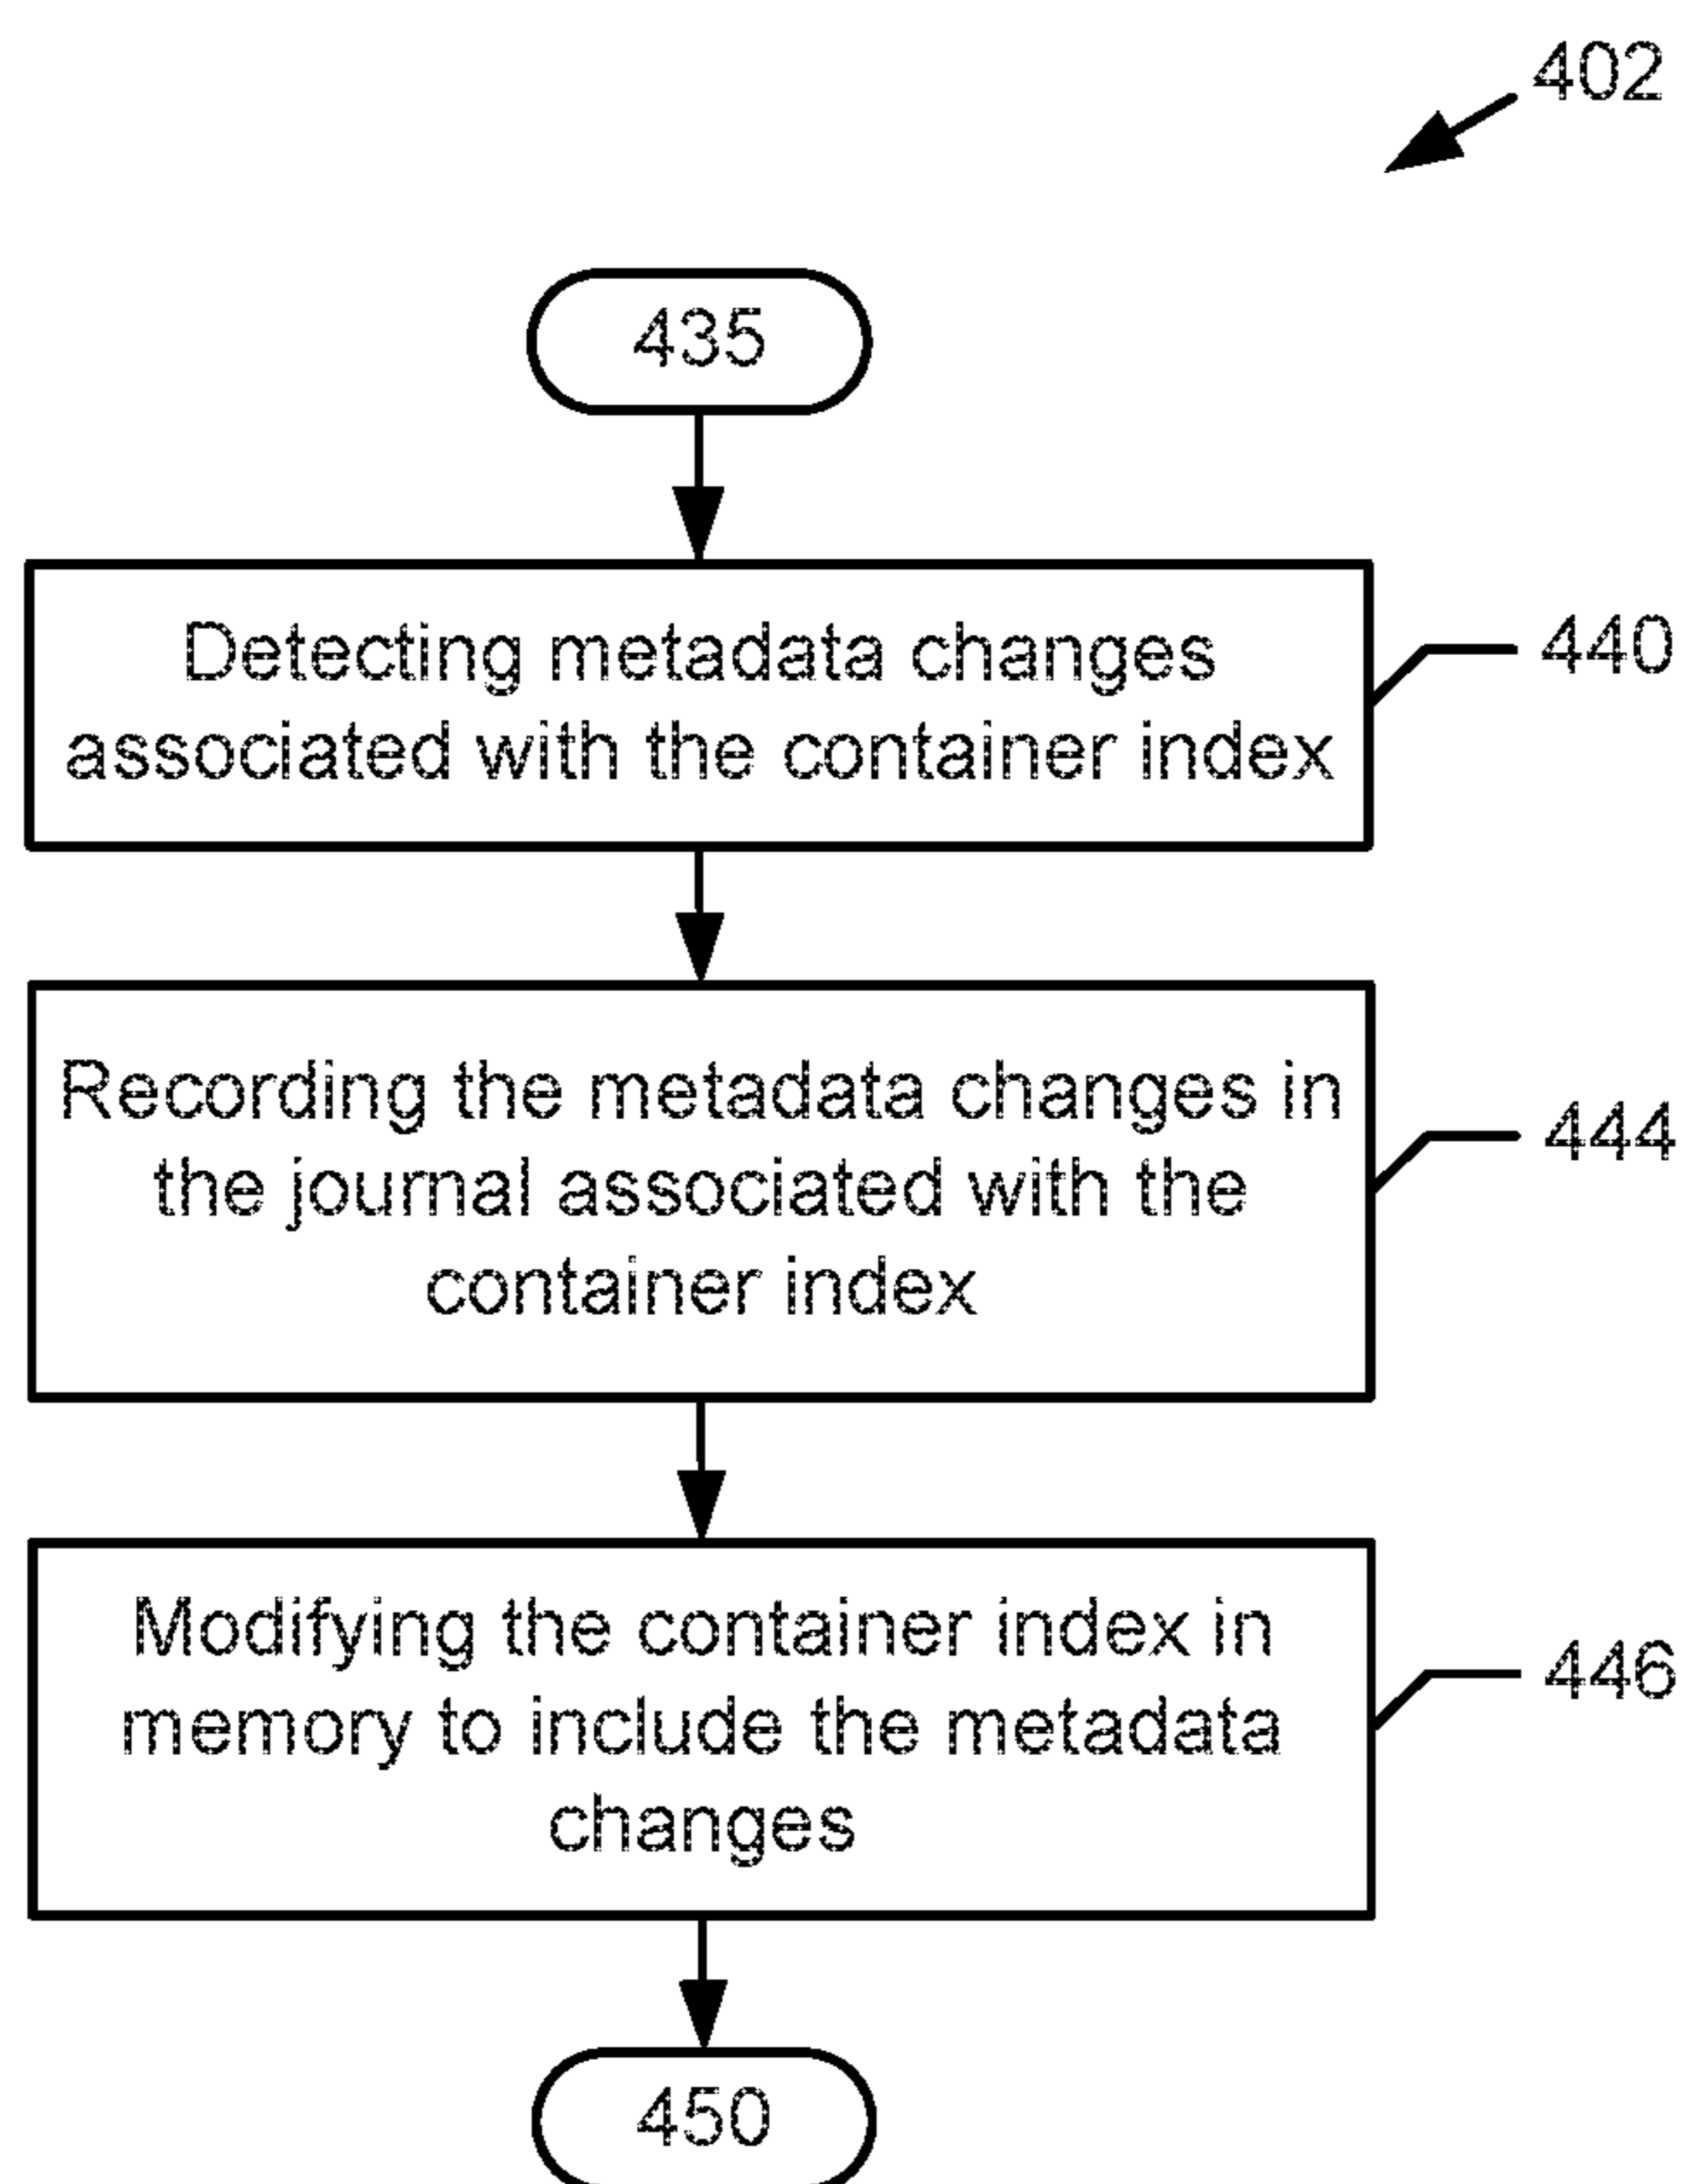 402
435
Detecting metadata changes
associated with the container index
440
Recording the metadata changes in
the journal associated with the
container index
444
Modifying the container index in
memory to include the metadata
changes
446
450